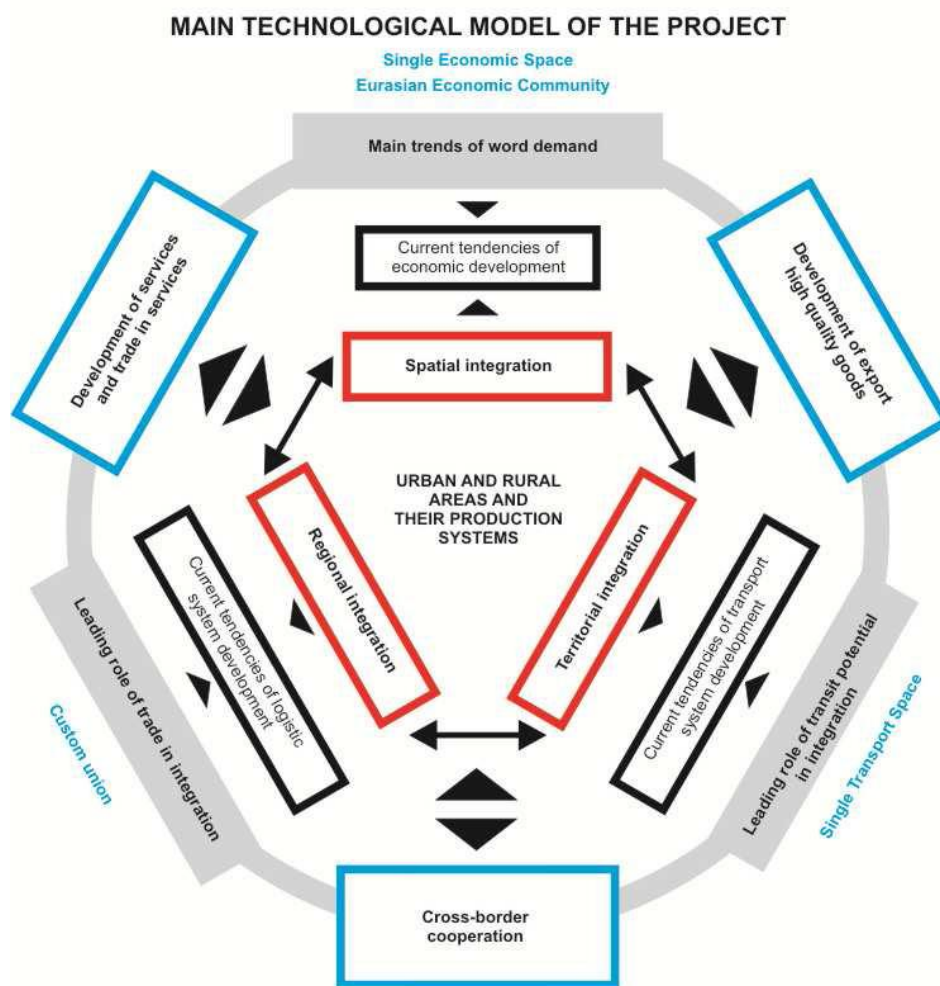 MAIN TECHNOLOGICAL MODEL OF THE PROJECT
Single Economic Space
Eurasian Economic Community
Main trends of word demand
Current tendencies of
economic development
Development of services
and trade in services
Development of export
high quality goods
Spatial integration
URBAN AND RURAL
AREAS AND
THEIR PRODUCTION
SYSTEMS
Regional integration
Territorial integration
Current tendencies of logistic
system development
Current tendencies of transport
system development
Leading role of trade in integration
Leading role of transit potential
in integration
Custom union
Single Transport Space
Cross-border
cooperation